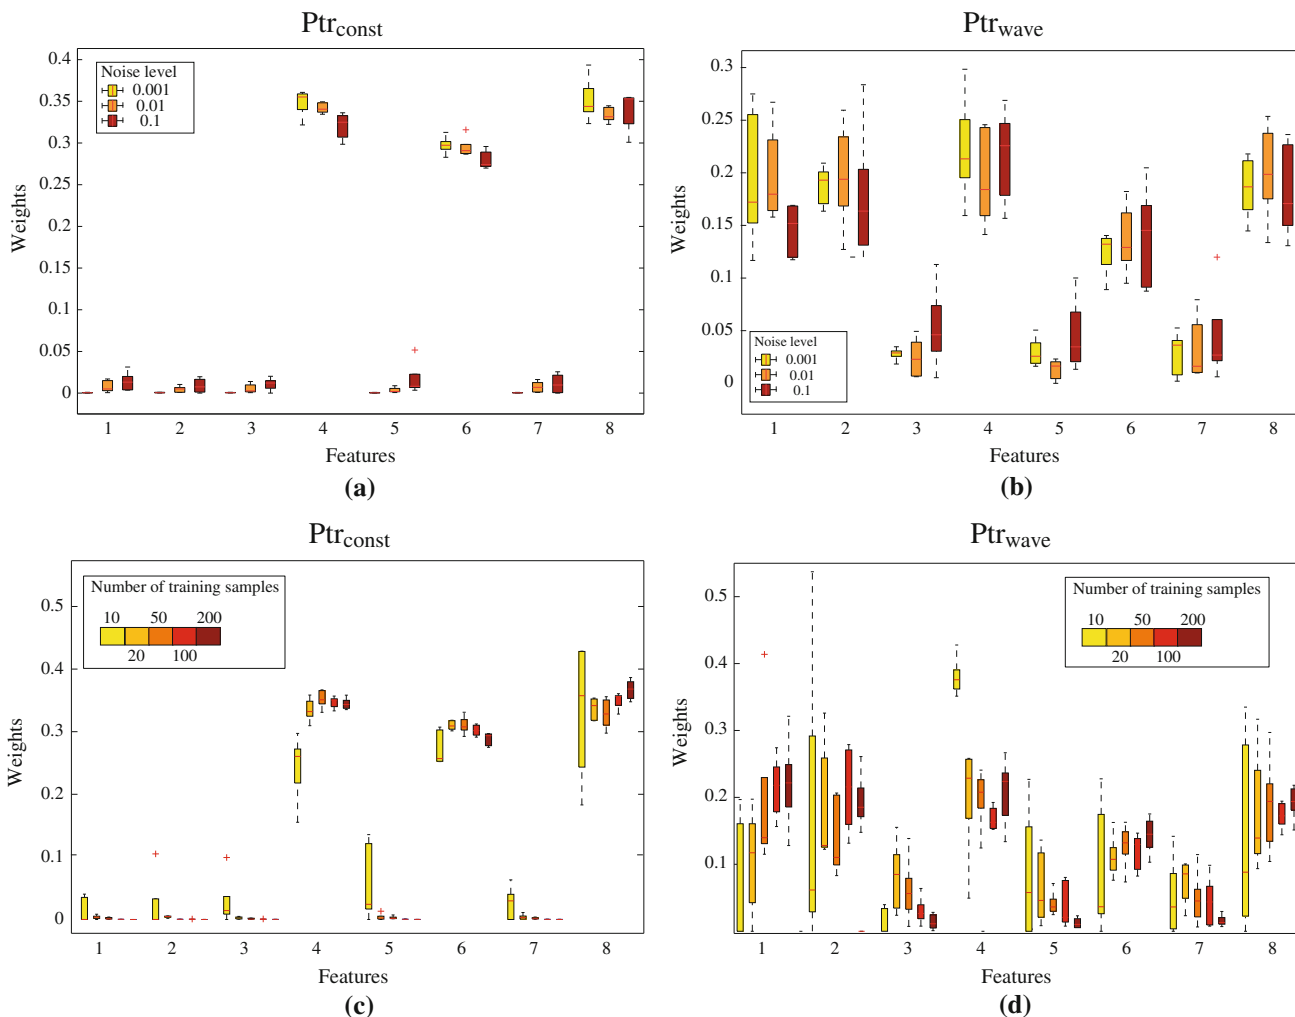 Ptrconst
0.4
0.35
0.3
0.25
0.2
0.15
0.1
0.05
0
Weights
Noise level
0.001
0.01
0.1
1 2 3 4 5 6 7 8
Features
(a)
Ptrwave
0.3
0.25
0.2
0.15
0.1
0.05
0
Weights
Noise level
0.001
0.01
0.1
1 2 3 4 5 6 7 8
Features
(b)
Ptrconst
0.5
0.4
0.3
0.2
0.1
0
Weights
Number of training samples
10 50 200
20 100
1 2 3 4 5 6 7 8
Features
(c)
Ptrwave
0.5
0.4
0.3
0.2
0.1
Weights
Number of training samples
10 50 200
20 100
1 2 3 4 5 6 7 8
Features
(d)